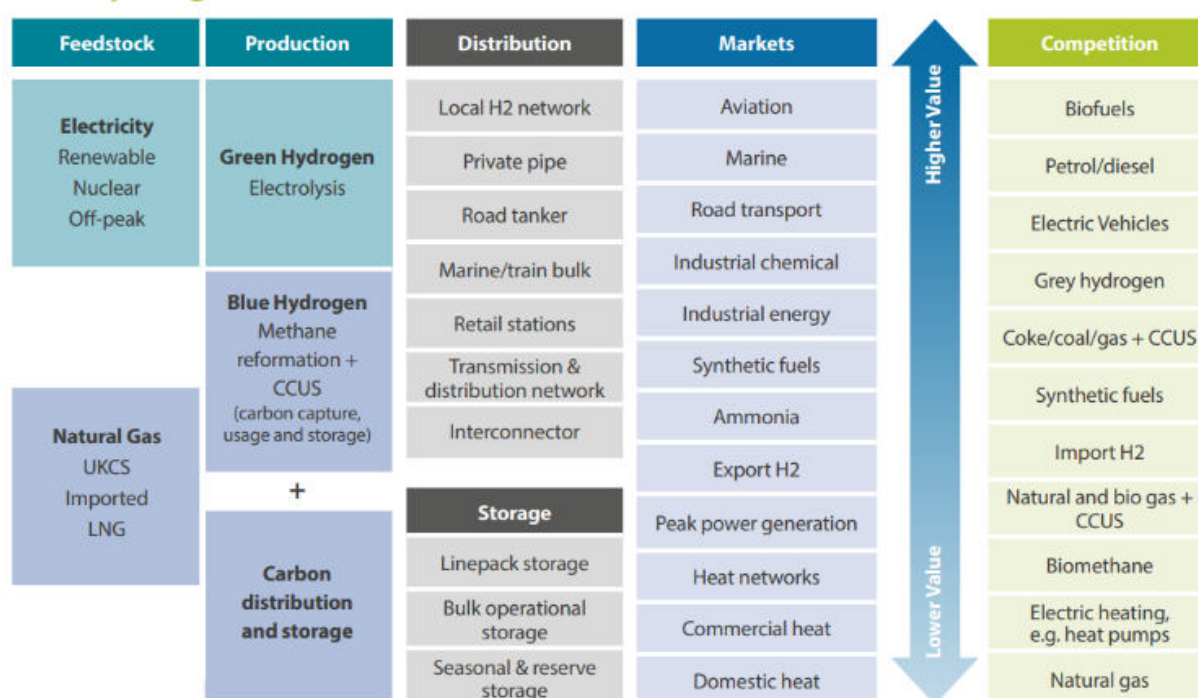 Feedstock
Electricity
Renewable
Nuclear
Off-peak
Natural Gas
UKCS
Imported
LNG
Production
Green Hydrogen
Electrolysis
Blue Hydrogen
Methane
reformation +
CCUS
(carbon capture,
usage and storage)
+
Carbon
distribution
and storage
Distribution
Local H2 network
Private pipe
Road tanker
Marine/train bulk
Retail stations
Transmission &
distribution network
Interconnector
Storage
Linepack storage
Bulk operational
storage
Seasonal & reserve
storage
Markets
Aviation
Marine
Road transport
Industrial chemical
Industrial energy
Synthetic fuels
Ammonia
Export H2
Peak power generation
Heat networks
Commercial heat
Domestic heat
Higher Value
Lower Value
Competition
Biofuels
Petrol/diesel
Electric Vehicles
Grey hydrogen
Coke/coal/gas + CCUS
Synthetic fuels
Import H2
Natural and bio gas +
CCUS
Biomethane
Electric heating,
e.g. heat pumps
Natural gas